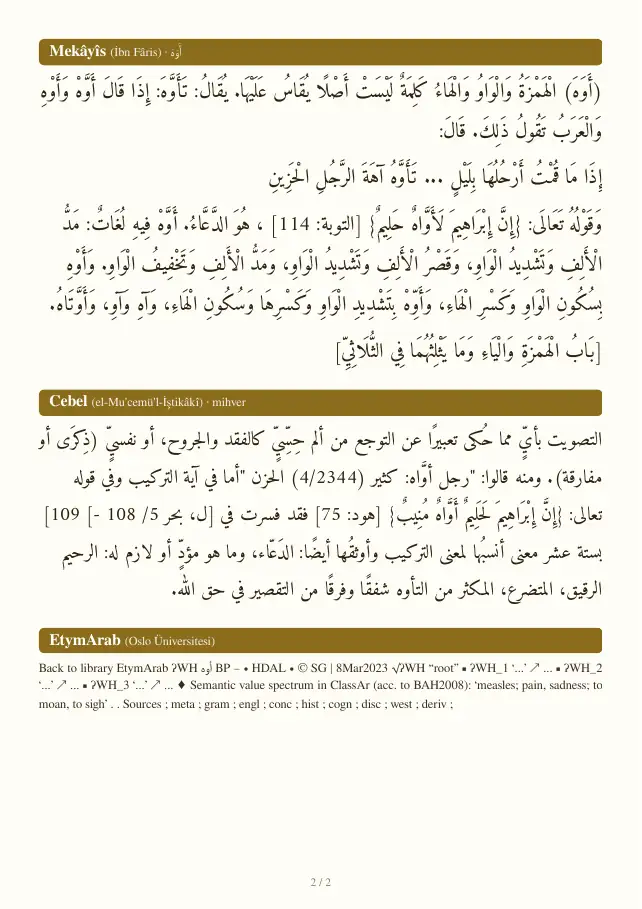 Mekâyîs (İbn Fâris) · أَوَّه
(أَوَهَ) الْهَمْزَةُ وَالْوَاوُ وَالْهَاءُ كَلِمَةٌ لَيْسَتْ أَصْلًا يُقَاسُ عَلَيْهَا. يُقَالُ: تَأَوَّهَ: إِذَا قَالَ أَوَّهْ وَأَوْهِ
وَالْعَرَبُ تَقُولُ ذَلِكَ. قَالَ:
إِذَا مَا قُمْتُ أَرْحُلُهَا بِلَيْلٍ ... تَأَوَّهُ آهَةَ الرَّجُلِ الْحَزِينِ
وَقَوْلُهُ تَعَالَى: {إِنَّ إِبْرَاهِيمَ لَأَوَّاهٌ حَلِيمٌ} [التوبة: 114] ، هُوَ الدَّعَّاءُ. أَوَّهْ فِيهِ لُغَاتٌ: مَدُّ
الْأَلِفِ وَتَشْدِيدُ الْوَاوِ، وَقَصْرُ الْأَلِفِ وَتَشْدِيدُ الْوَاوِ، وَمَدُّ الْأَلِفِ وَتَخْفِيفُ الْوَاوِ. وَأَوْهِ
بِسُكُونِ الْوَاوِ وَكَسْرِ الْهَاءِ، وَأَوِّهْ بِتَشْدِيدِ الْوَاوِ وَكَسْرِهَا وَسُكُونِ الْهَاءِ، وَآهِ وَآوِ، وَأَوَّتَاهُ.
[بَابُ الْهَمْزَةِ وَالْيَاءِ وَمَا يَثْلِثُهُمَا فِي الثُّلَاثِيِّ]
Cebel (el-Mu'cemü'l-İştikâkî) · mihver
التصويت بأيٍّ مما حُكى تعبيرًا عن التوجع من ألم حِسِّيٍّ كالفقد والجروح، أو نفسيٍّ (ذِكرَى أو
مفارقة). ومنه قالوا: "رجل أوَّاه: كثير (4/2344) الحزن "أما في آية التركيب وفي قوله
تعالى: {إِنَّ إِبْرَاهِيمَ لَحَلِيمٌ أَوَّاهٌ مُنِيبٌ} [هود: 75] فقد فسرت في [ل، بحر 5/ 108 -] 109]
بستة عشر معنى أنسبُها لمعنى التركيب وأوثقُها أيضًا: الدَعّاء، وما هو مؤدّ أو لازم له: الرحيم
الرقيق، المتضرع، المكثر من التأوه شفقًا وفرقًا من التقصير في حق الله.
EtymArab (Oslo Üniversitesi)
Back to library EtymArab ʔWH أوه BP – • HDAL • © SG | 8Mar2023 √ʔWH “root” ▪ ʔWH_1 ‘...’ ↗ ... ▪ ʔWH_2
‘...’ ↗ ... ▪ ʔWH_3 ‘...’ ↗ ... ♦ Semantic value spectrum in ClassAr (acc. to BAH2008): ‘measles; pain, sadness; to
moan, to sigh’ . . Sources ; meta ; gram ; engl ; conc ; hist ; cogn ; disc ; west ; deriv ;
2 / 2